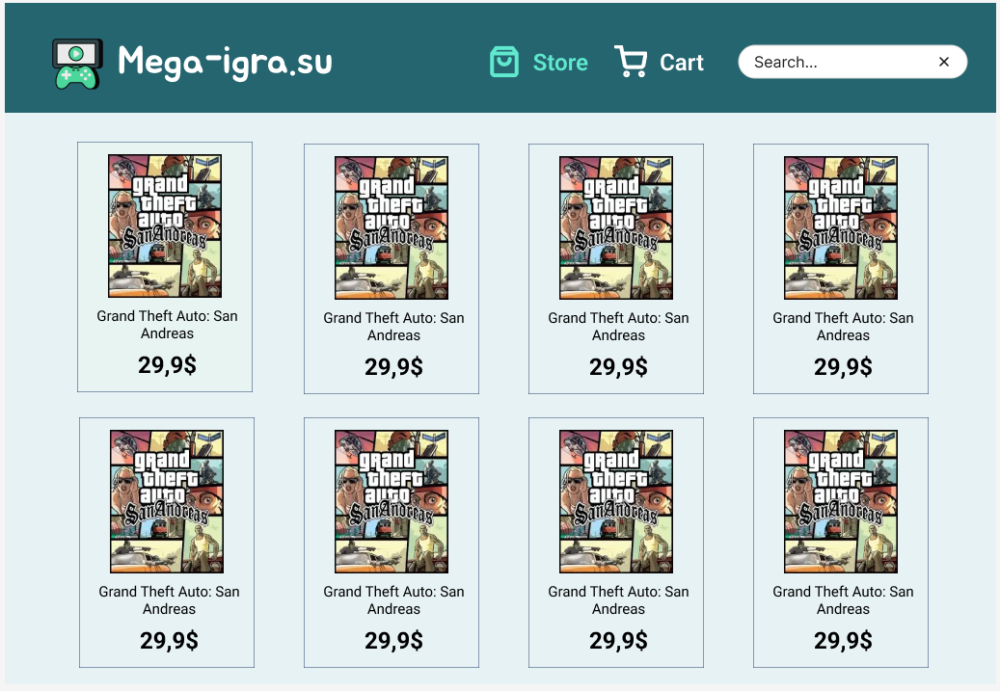 Mega-igra.su
Store
Cart
Search...
grand
theft
auto
San Andreas
grand
theft
auto
San Andreas
grand
theft
auto
San Andreas
grand
theft
auto
San Andreas
Grand Theft Auto: San
Andreas
Grand Theft Auto: San
Andreas
Grand Theft Auto: San
Andreas
Grand Theft Auto: San
Andreas
29,9$
29,9$
29,9$
29,9$
grand
theft
auto
San Andreas
grand
theft
auto
San Andreas
grand
theft
auto
San Andreas
grand
theft
auto
San Andreas
Grand Theft Auto: San
Andreas
Grand Theft Auto: San
Andreas
Grand Theft Auto: San
Andreas
Grand Theft Auto: San
Andreas
29,9$
29,9$
29,9$
29,9$